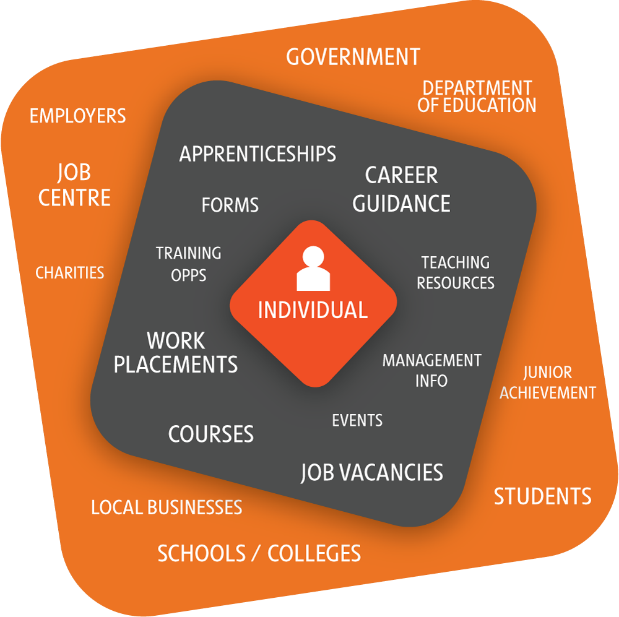 GOVERNMENT
DEPARTMENT
OF EDUCATION
EMPLOYERS
JOB
CENTRE
CHARITIES
APPRENTICESHIPS
CAREER
GUIDANCE
FORMS
TRAINING
OPPS
TEACHING
RESOURCES
INDIVIDUAL
WORK
PLACEMENTS
MANAGEMENT
INFO
JUNIOR
ACHIEVEMENT
EVENTS
COURSES
JOB VACANCIES
STUDENTS
LOCAL BUSINESSES
SCHOOLS / COLLEGES